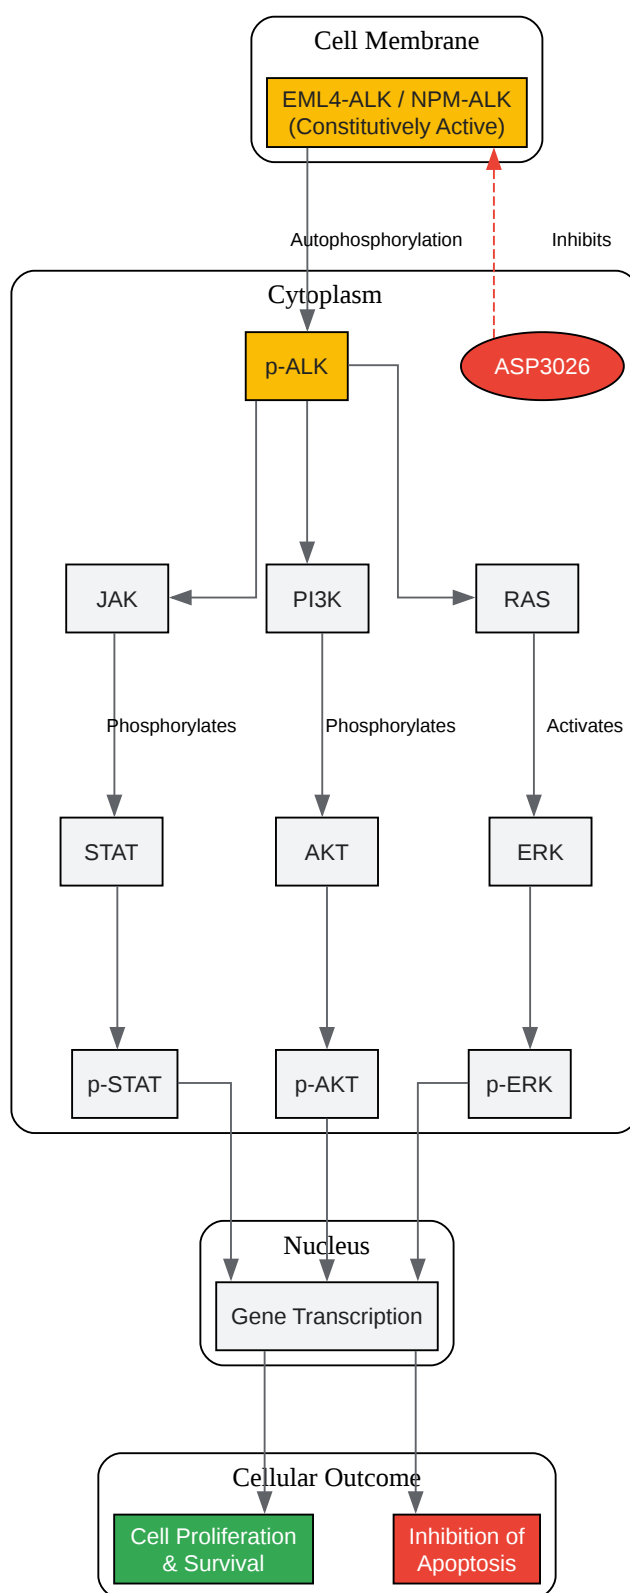 Cell Membrane
EML4-ALK / NPM-ALK
(Constitutively Active)
Autophosphorylation
Inhibits
Cytoplasm
p-ALK
ASP3026
JAK
PI3K
RAS
Phosphorylates
Phosphorylates
Activates
STAT
AKT
ERK
p-STAT
p-AKT
p-ERK
Nucleus
Gene Transcription
Cellular Outcome
Cell Proliferation
& Survival
Inhibition of
Apoptosis